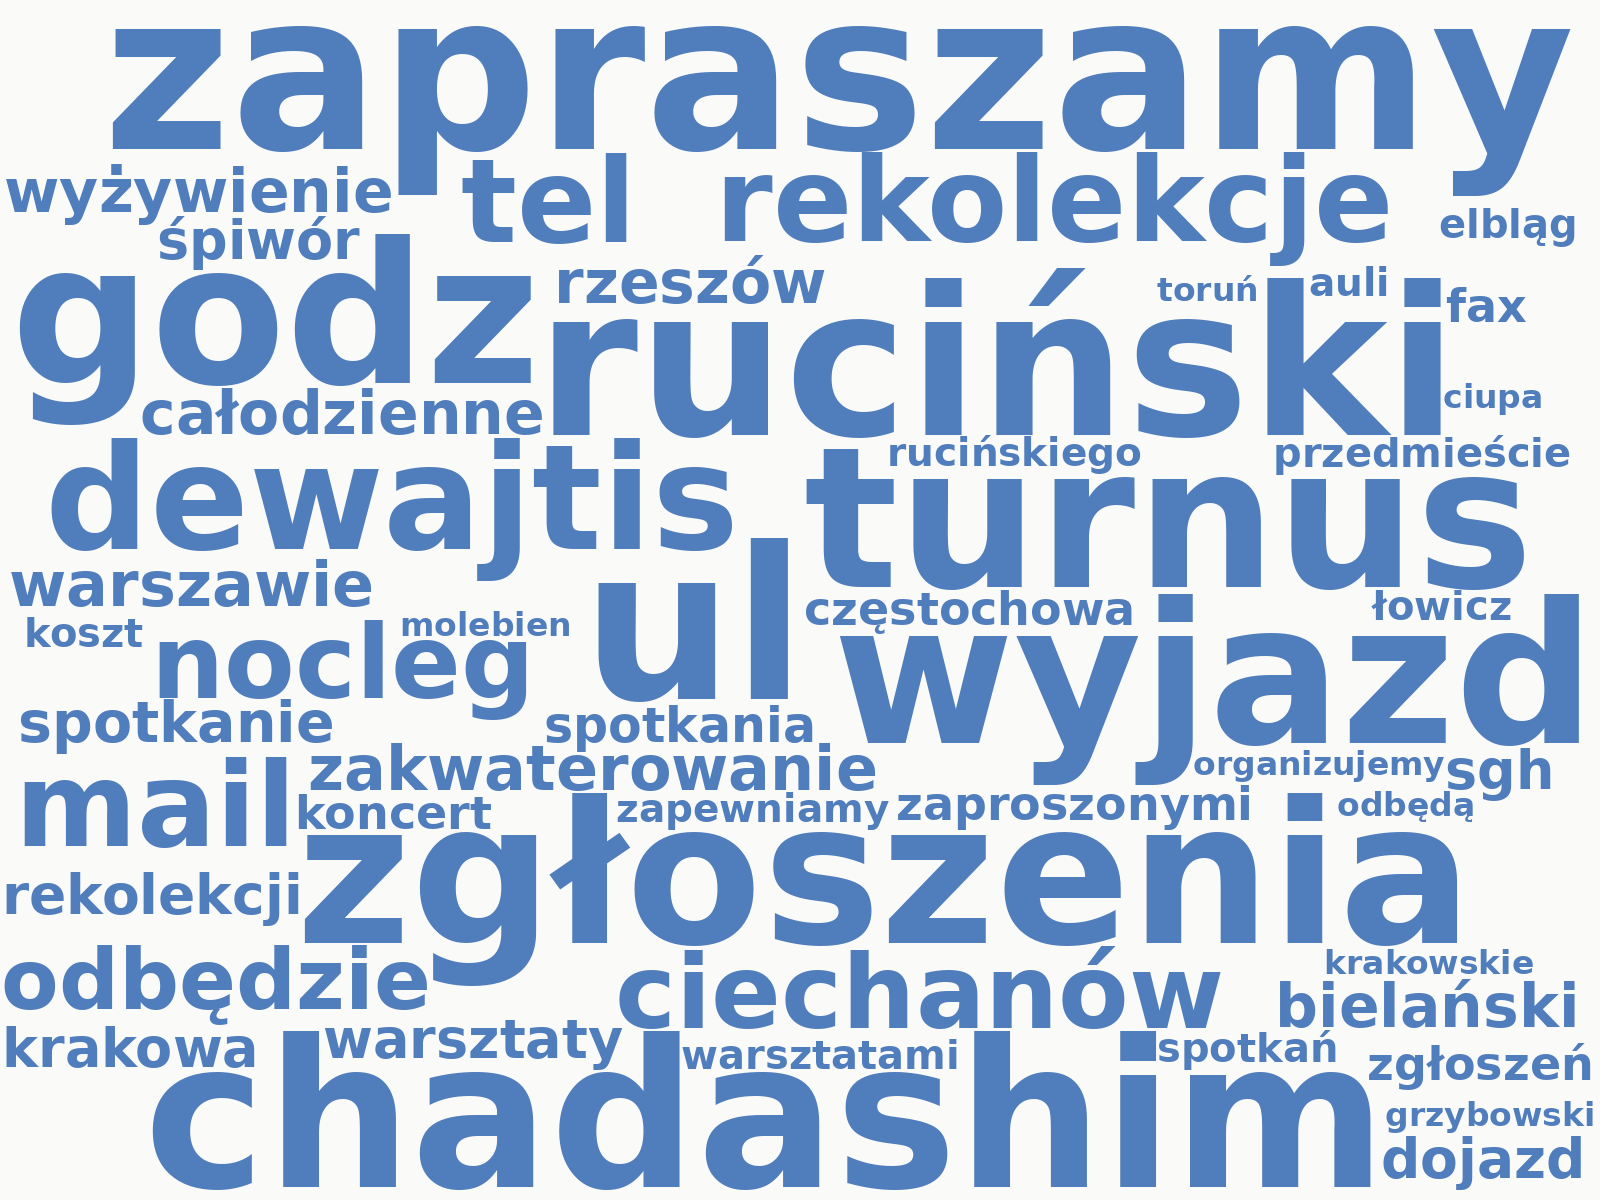 zapraszamy
wyżywienie tel rekolekcje
śpiwór elbląg
godz rzeszów ruciński toruń auli fax
całodzienne ciupa
dewajtis rucińskiego przedmieście
turnus
warszawie ul częstochowa łowicz
koszt nocleg molebien wyjazd
spotkanie spotkania
mail zakwaterowanie organizujemy sgh
koncert zapewniamy zaproszonymi odbędą
rekolekcji zgłoszenia
odbędzie ciechanów krakowskie
bielański
krakowa warsztaty warsztatami spotkań zgłoszeń
chadashim grzybowski
dojazd